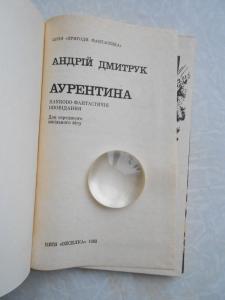 СЕРІЯ «ПРИГОДИ. ФАНТАСТИКА»
АНДРІЙ ДМИТРУК
АУРЕНТИНА
НАУКОВО-ФАНТАСТИЧНІ
ОПОВІДАННЯ
Для середнього
шкільного віку
КИЇВ «ВЕСЕЛКА»